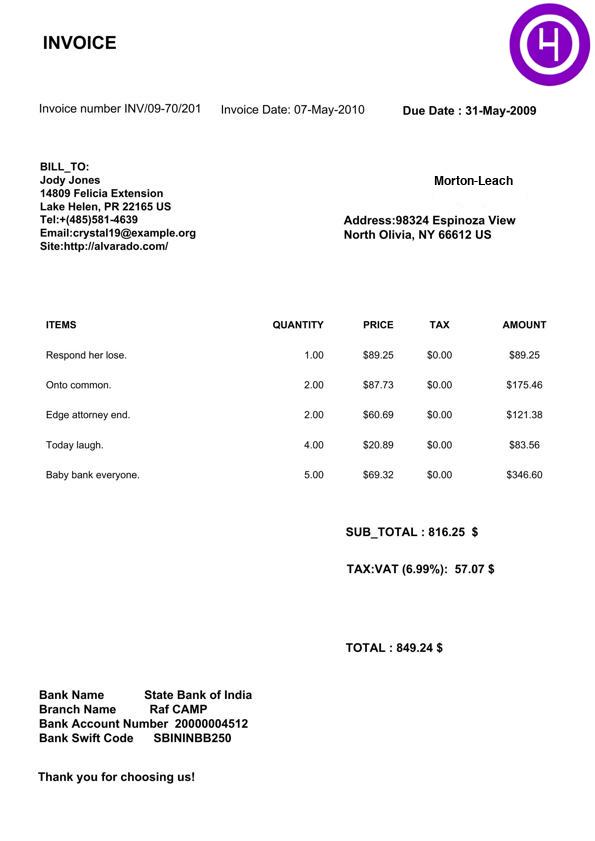 INVOICE
Invoice number INV/09-70/201 Invoice Date: 07-May-2010 Due Date : 31-May-2009
BILL_TO:
Jody Jones
14809 Felicia Extension
Lake Helen, PR 22165 US
Tel:+(485)581-4639
Email:crystal19@example.org
Site:http://alvarado.com/
Morton-Leach
Address:98324 Espinoza View
North Olivia, NY 66612 US
ITEMS QUANTITY PRICE TAX AMOUNT
Respond her lose. 1.00 $89.25 $0.00 $89.25
Onto common. 2.00 $87.73 $0.00 $175.46
Edge attorney end. 2.00 $60.69 $0.00 $121.38
Today laugh. 4.00 $20.89 $0.00 $83.56
Baby bank everyone. 5.00 $69.32 $0.00 $346.60
SUB_TOTAL : 816.25 $
TAX:VAT (6.99%): 57.07 $
TOTAL : 849.24 $
Bank Name State Bank of India
Branch Name Raf CAMP
Bank Account Number 20000004512
Bank Swift Code SBININBB250
Thank you for choosing us!